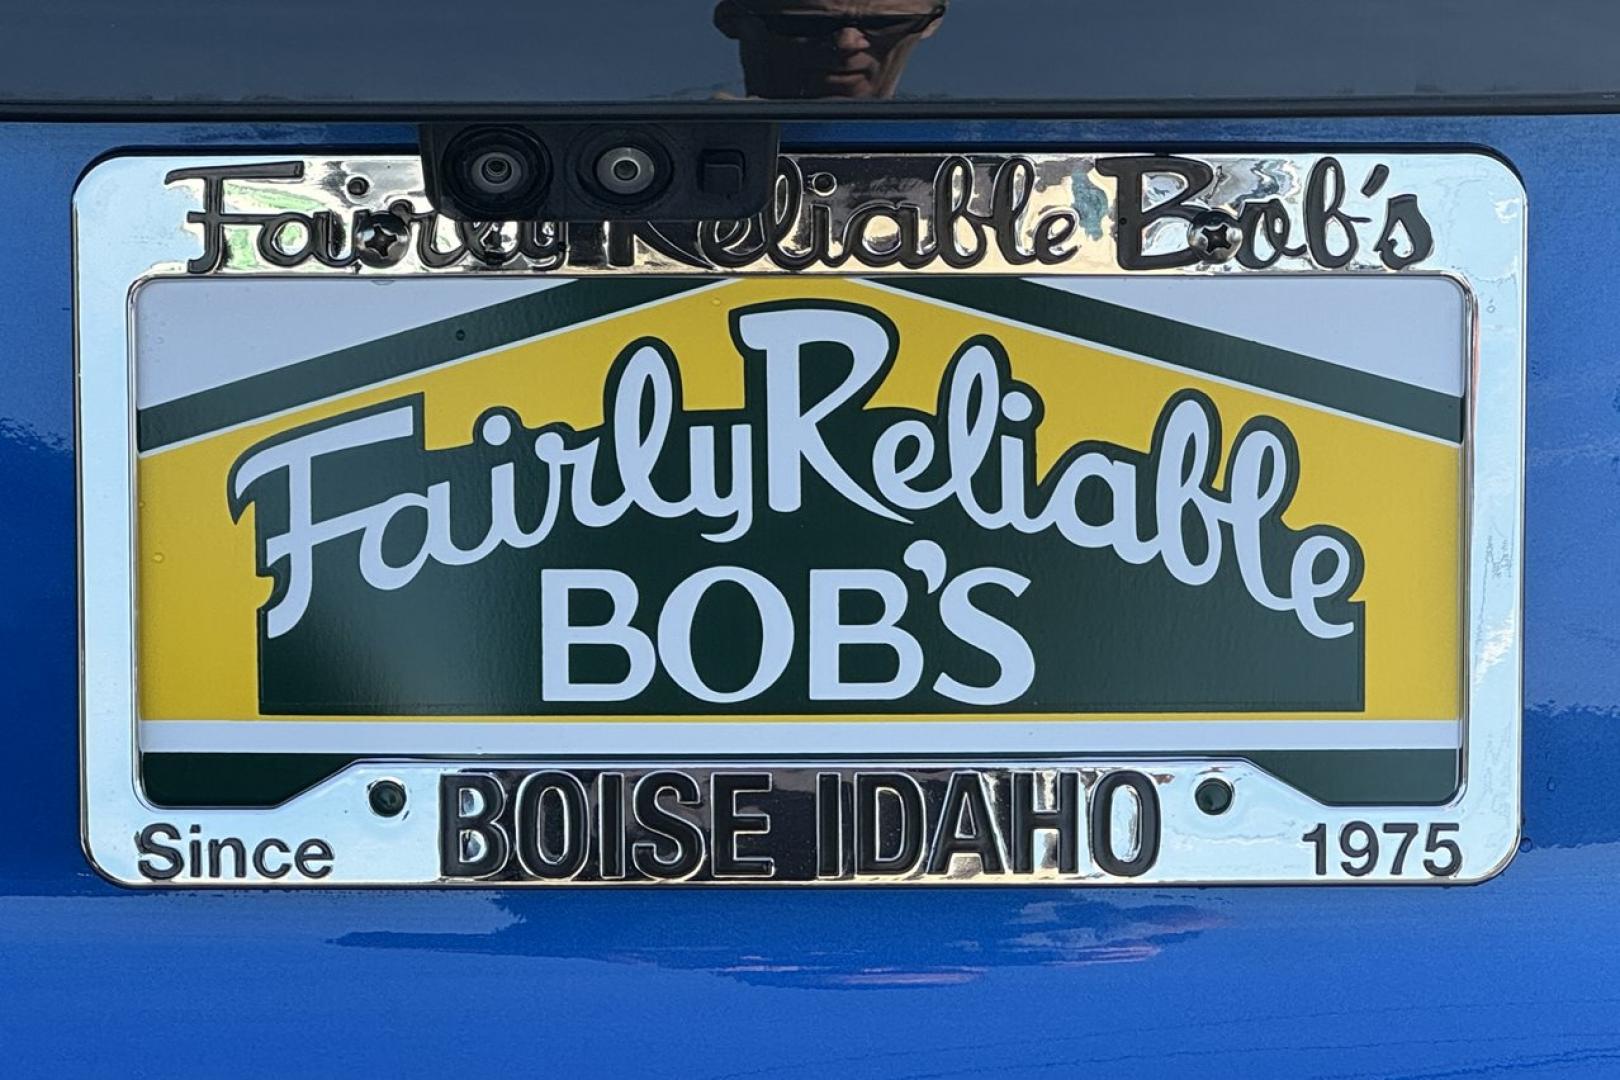 Fairly Reliable Bob's
Fairly Reliable
BOB'S
BOISE IDAHO
Since 1975